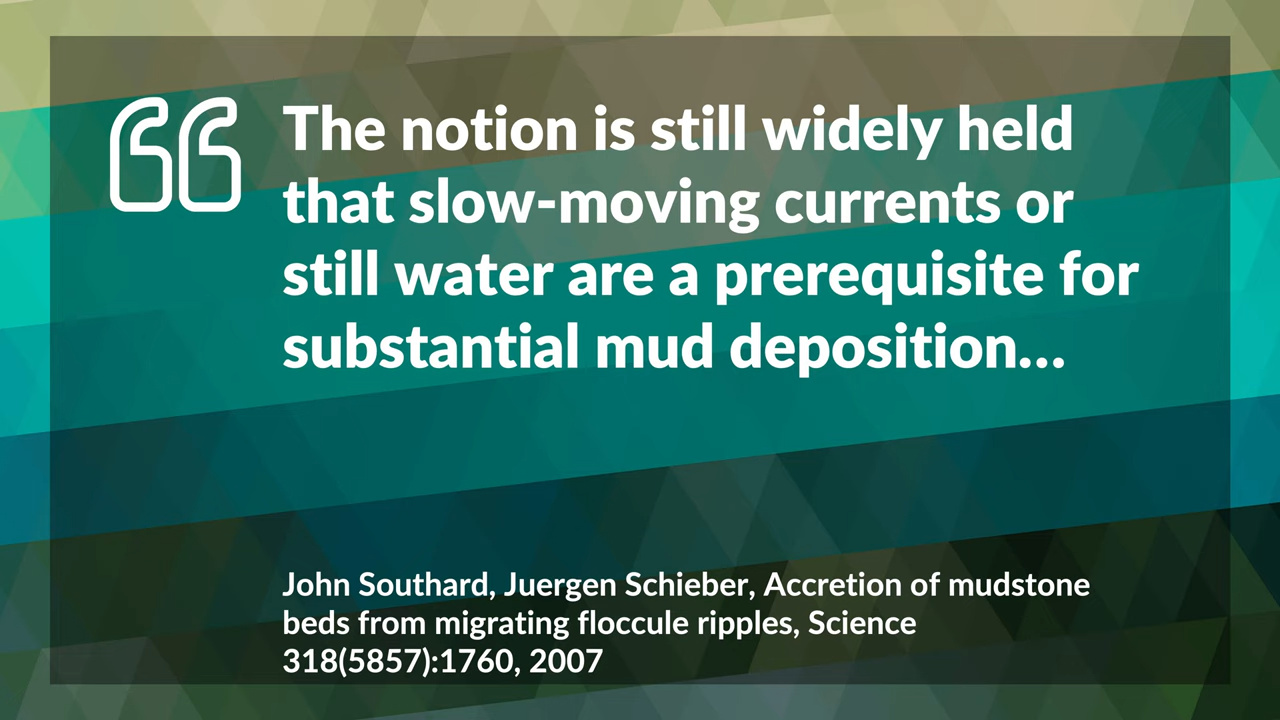 The notion is still widely held
that slow-moving currents or
still water are a prerequisite for
substantial mud deposition...
John Southard, Juergen Schieber, Accretion of mudstone
beds from migrating floccule ripples, Science
318(5857):1760, 2007